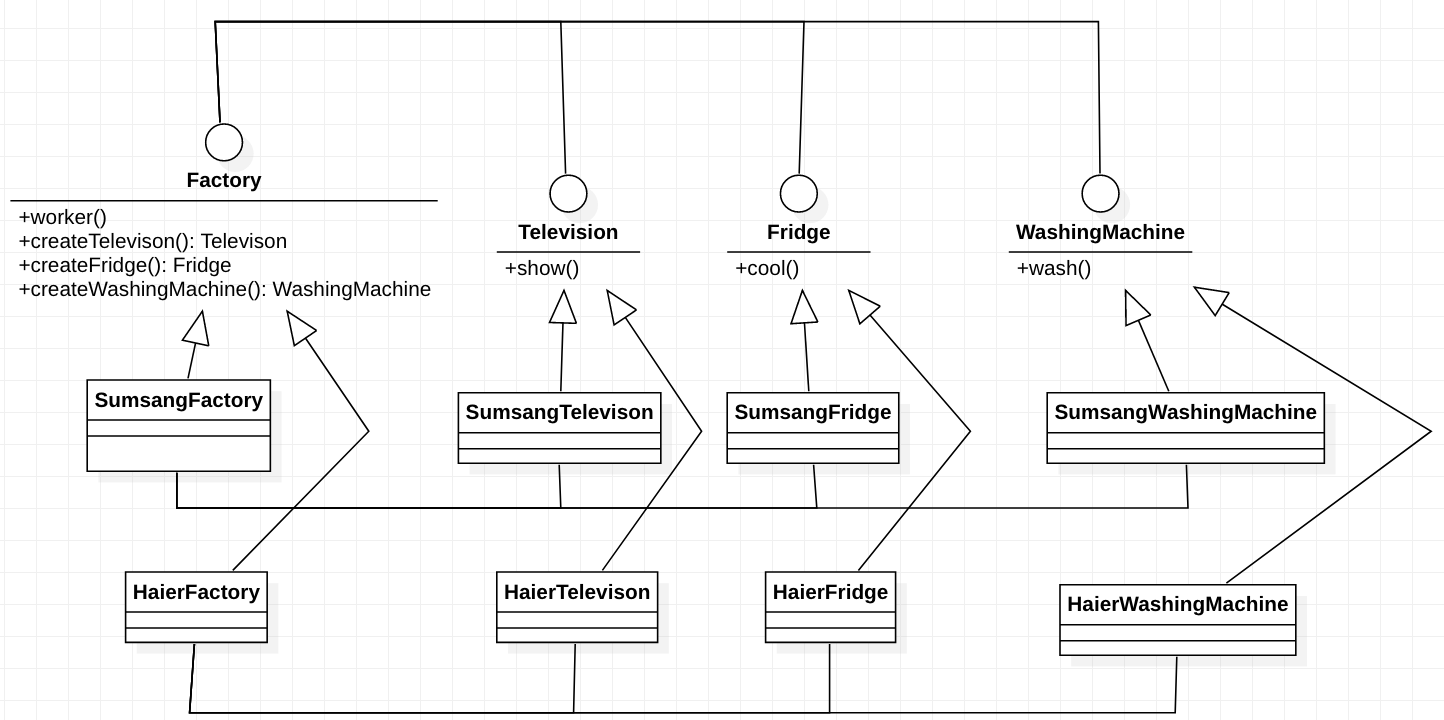 Factory
+worker()
+createTelevison(): Televison
+createFridge(): Fridge
+createWashingMachine(): WashingMachine
Television
+show()
Fridge
+cool()
WashingMachine
+wash()
SumsangFactory
SumsangTelevison
SumsangFridge
SumsangWashingMachine
HaierFactory
HaierTelevison
HaierFridge
HaierWashingMachine